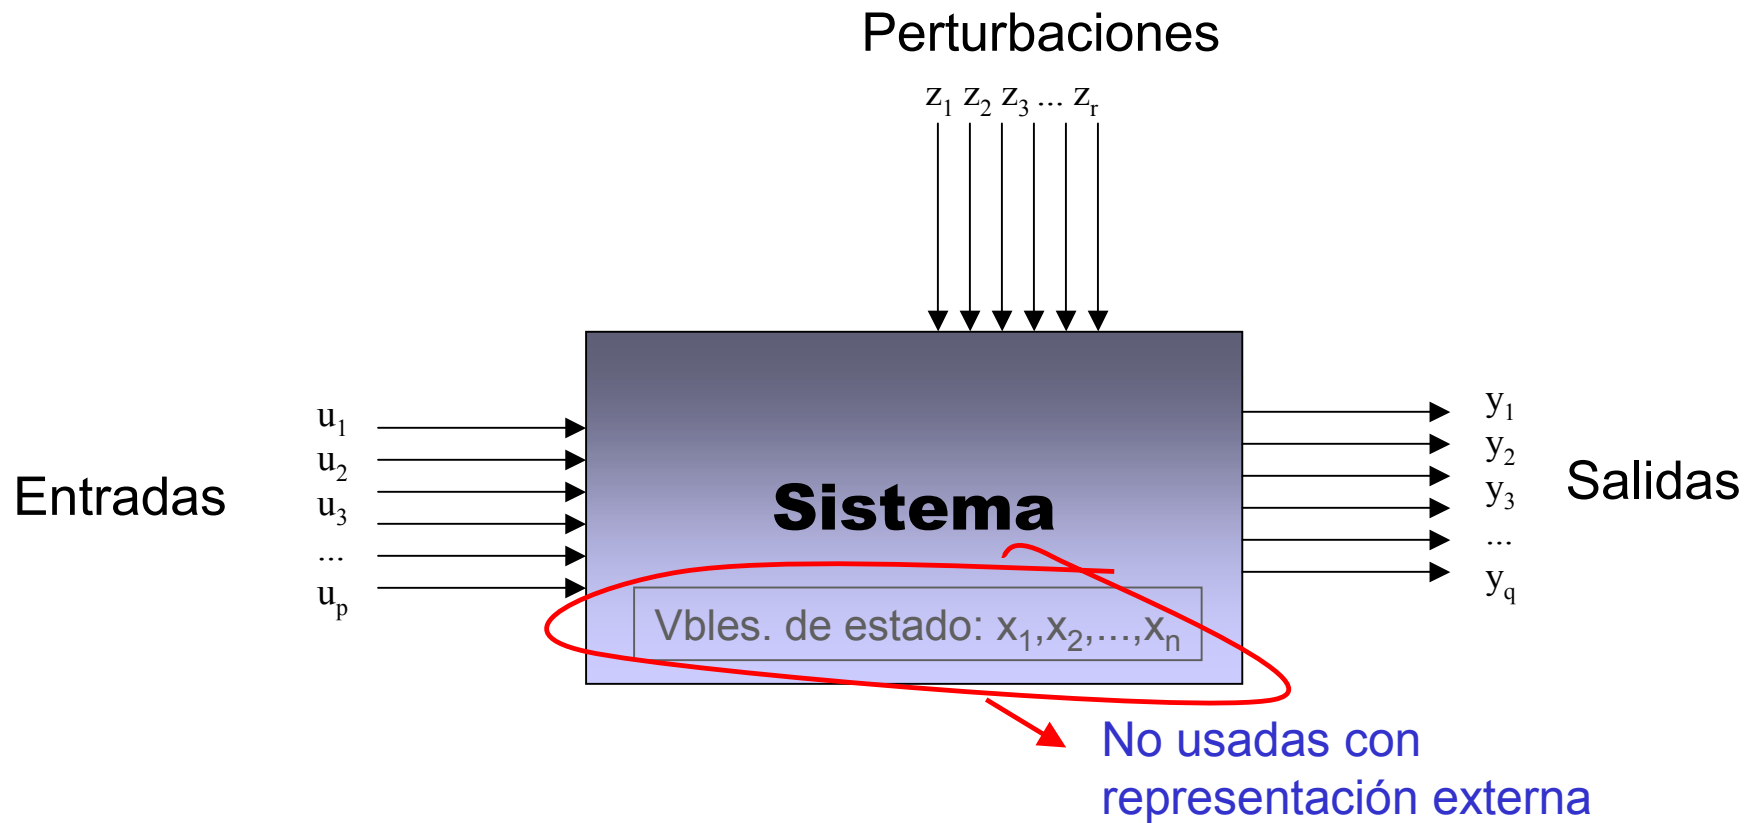 Perturbaciones
z1 z2 z3 ... zr
u1
u2
u3
...
up
Entradas
Sistema
Vbles. de estado: x1,x2,...,xn
y1
y2
y3
...
yq
Salidas
No usadas con
representación externa